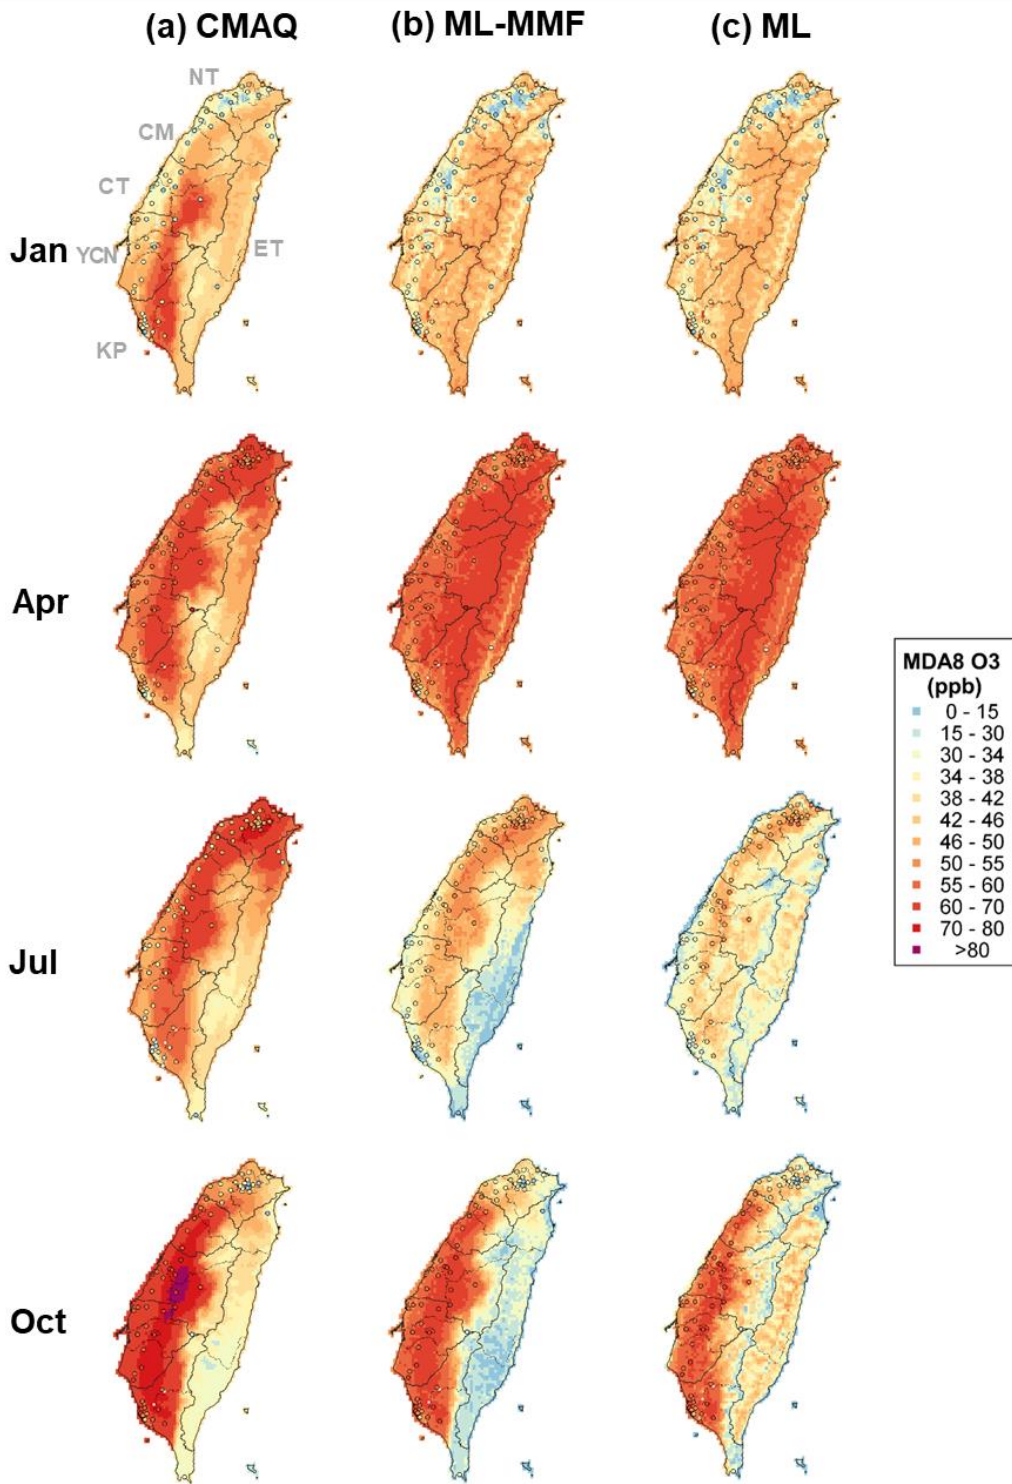 (a) CMAQ (b) ML-MMF (c) ML
NT
CM
CT
Jan YCN ET
KP
Apr
MDA8 O3
(ppb)
0 - 15
15 - 30
30 - 34
34 - 38
38 - 42
42 - 46
46 - 50
50 - 55
55 - 60
60 - 70
70 - 80
>80
Jul
Oct